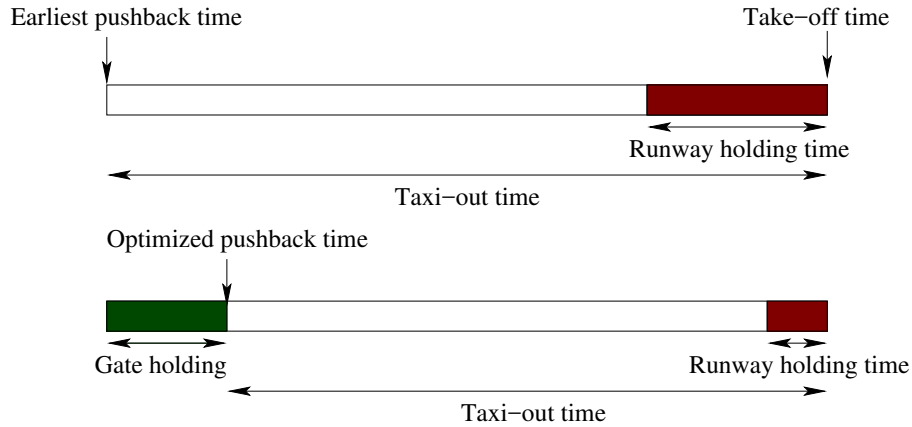 Earliest pushback time
Take−off time
Runway holding time
Taxi−out time
Optimized pushback time
Gate holding
Runway holding time
Taxi−out time